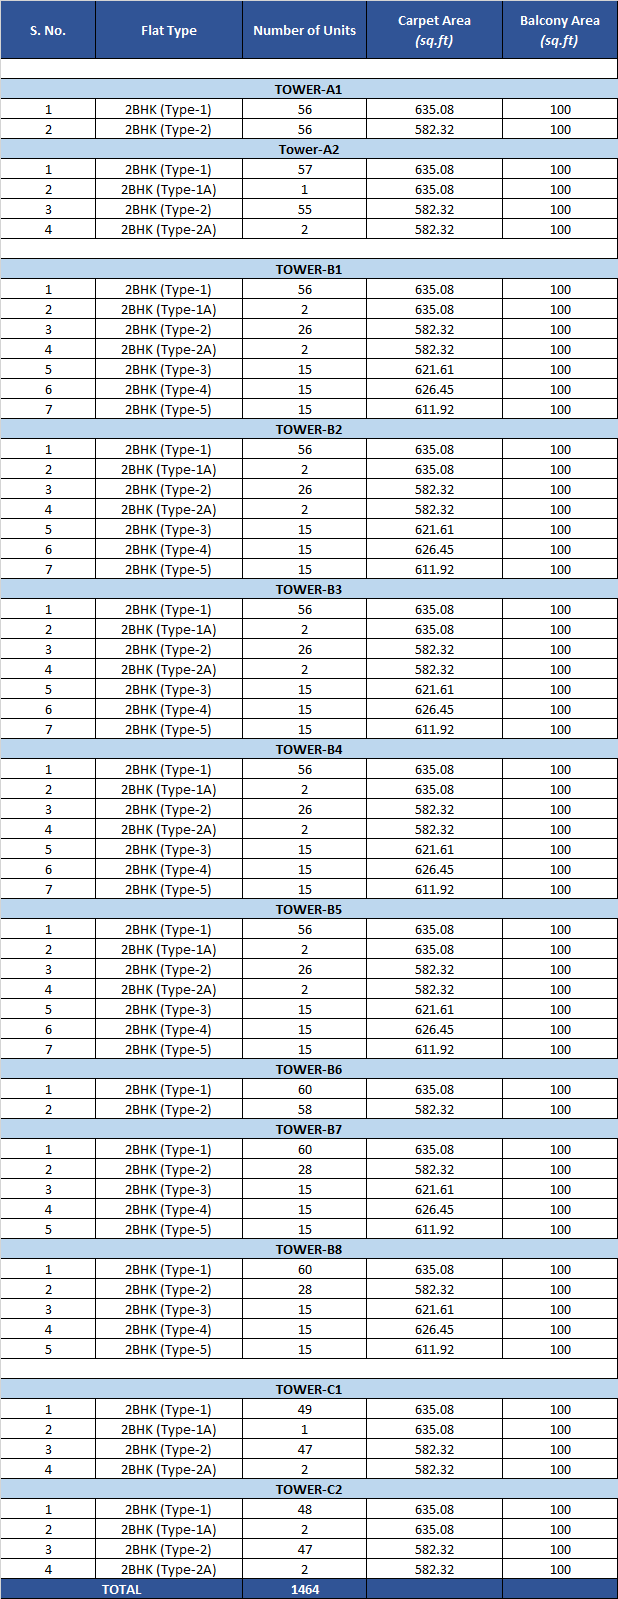 S. No. Flat Type Number of Units Carpet Area (sq.ft) Balcony Area (sq.ft)
TOWER-A1
1 2BHK (Type-1) 56 635.08 100
2 2BHK (Type-2) 56 582.32 100
Tower-A2
1 2BHK (Type-1) 57 635.08 100
2 2BHK (Type-1A) 1 635.08 100
3 2BHK (Type-2) 55 582.32 100
4 2BHK (Type-2A) 2 582.32 100
TOWER-B1
1 2BHK (Type-1) 56 635.08 100
2 2BHK (Type-1A) 2 635.08 100
3 2BHK (Type-2) 26 582.32 100
4 2BHK (Type-2A) 2 582.32 100
5 2BHK (Type-3) 15 621.61 100
6 2BHK (Type-4) 15 626.45 100
7 2BHK (Type-5) 15 611.92 100
TOWER-B2
1 2BHK (Type-1) 56 635.08 100
2 2BHK (Type-1A) 2 635.08 100
3 2BHK (Type-2) 26 582.32 100
4 2BHK (Type-2A) 2 582.32 100
5 2BHK (Type-3) 15 621.61 100
6 2BHK (Type-4) 15 626.45 100
7 2BHK (Type-5) 15 611.92 100
TOWER-B3
1 2BHK (Type-1) 56 635.08 100
2 2BHK (Type-1A) 2 635.08 100
3 2BHK (Type-2) 26 582.32 100
4 2BHK (Type-2A) 2 582.32 100
5 2BHK (Type-3) 15 621.61 100
6 2BHK (Type-4) 15 626.45 100
7 2BHK (Type-5) 15 611.92 100
TOWER-B4
1 2BHK (Type-1) 56 635.08 100
2 2BHK (Type-1A) 2 635.08 100
3 2BHK (Type-2) 26 582.32 100
4 2BHK (Type-2A) 2 582.32 100
5 2BHK (Type-3) 15 621.61 100
6 2BHK (Type-4) 15 626.45 100
7 2BHK (Type-5) 15 611.92 100
TOWER-B5
1 2BHK (Type-1) 56 635.08 100
2 2BHK (Type-1A) 2 635.08 100
3 2BHK (Type-2) 26 582.32 100
4 2BHK (Type-2A) 2 582.32 100
5 2BHK (Type-3) 15 621.61 100
6 2BHK (Type-4) 15 626.45 100
7 2BHK (Type-5) 15 611.92 100
TOWER-B6
1 2BHK (Type-1) 60 635.08 100
2 2BHK (Type-2) 58 582.32 100
TOWER-B7
1 2BHK (Type-1) 60 635.08 100
2 2BHK (Type-2) 28 582.32 100
3 2BHK (Type-3) 15 621.61 100
4 2BHK (Type-4) 15 626.45 100
5 2BHK (Type-5) 15 611.92 100
TOWER-B8
1 2BHK (Type-1) 60 635.08 100
2 2BHK (Type-2) 28 582.32 100
3 2BHK (Type-3) 15 621.61 100
4 2BHK (Type-4) 15 626.45 100
5 2BHK (Type-5) 15 611.92 100
TOWER-C1
1 2BHK (Type-1) 49 635.08 100
2 2BHK (Type-1A) 1 635.08 100
3 2BHK (Type-2) 47 582.32 100
4 2BHK (Type-2A) 2 582.32 100
TOWER-C2
1 2BHK (Type-1) 48 635.08 100
2 2BHK (Type-1A) 2 635.08 100
3 2BHK (Type-2) 47 582.32 100
4 2BHK (Type-2A) 2 582.32 100
TOTAL 1464